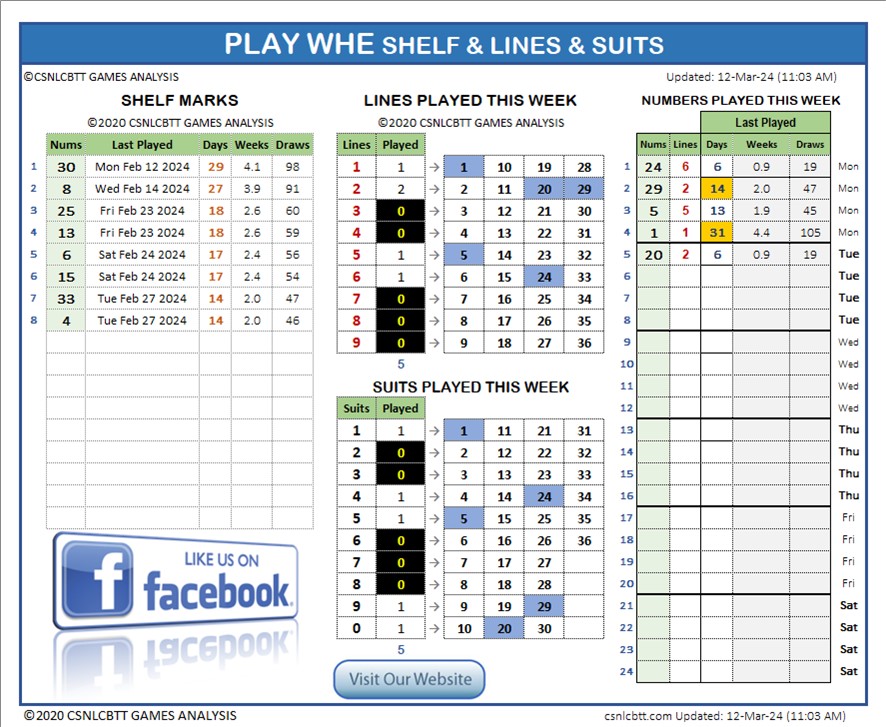 PLAY WHE SHELF & LINES & SUITS
©CSNLCBTT GAMES ANALYSIS
Updated: 12-Mar-24 (11:03 AM)
SHELF MARKS
©2020 CSNLCBTT GAMES ANALYSIS
Nums Last Played Days Weeks Draws
1 30 Mon Feb 12 2024 29 4.1 98
2 8 Wed Feb 14 2024 27 3.9 91
3 25 Fri Feb 23 2024 18 2.6 60
4 13 Fri Feb 23 2024 18 2.6 59
5 6 Sat Feb 24 2024 17 2.4 56
6 15 Sat Feb 24 2024 17 2.4 54
7 33 Tue Feb 27 2024 14 2.0 47
8 4 Tue Feb 27 2024 14 2.0 46
LIKE US ON
facebook.
LINES PLAYED THIS WEEK
©2020 CSNLCBTT GAMES ANALYSIS
Lines Played
1 1 → 1 10 19 28
2 2 → 2 11 20 29
3 0 → 3 12 21 30
4 0 → 4 13 22 31
5 1 → 5 14 23 32
6 1 → 6 15 24 33
7 0 → 7 16 25 34
8 0 → 8 17 26 35
9 0 → 9 18 27 36
5
SUITS PLAYED THIS WEEK
Suits Played
1 1 → 1 11 21 31
2 0 → 2 12 22 32
3 0 → 3 13 23 33
4 1 → 4 14 24 34
5 1 → 5 15 25 35
6 0 → 6 16 26 36
7 0 → 7 17 27
8 0 → 8 18 28
9 1 → 9 19 29
0 1 → 10 20 30
5
Visit Our Website
NUMBERS PLAYED THIS WEEK
Last Played
Nums Lines Days Weeks Draws
1 24 6 6 0.9 19 Mon
2 29 2 14 2.0 47 Mon
3 5 5 13 1.9 45 Mon
4 1 1 31 4.4 105 Mon
5 20 2 6 0.9 19 Tue
6 Tue
7 Tue
8 Tue
9 Wed
10 Wed
11 Wed
12 Wed
13 Thu
14 Thu
15 Thu
16 Thu
17 Fri
18 Fri
19 Fri
20 Fri
21 Sat
22 Sat
23 Sat
24 Sat
©2020 CSNLCBTT GAMES ANALYSIS
csnlcbtt.com Updated: 12-Mar-24 (11:03 AM)